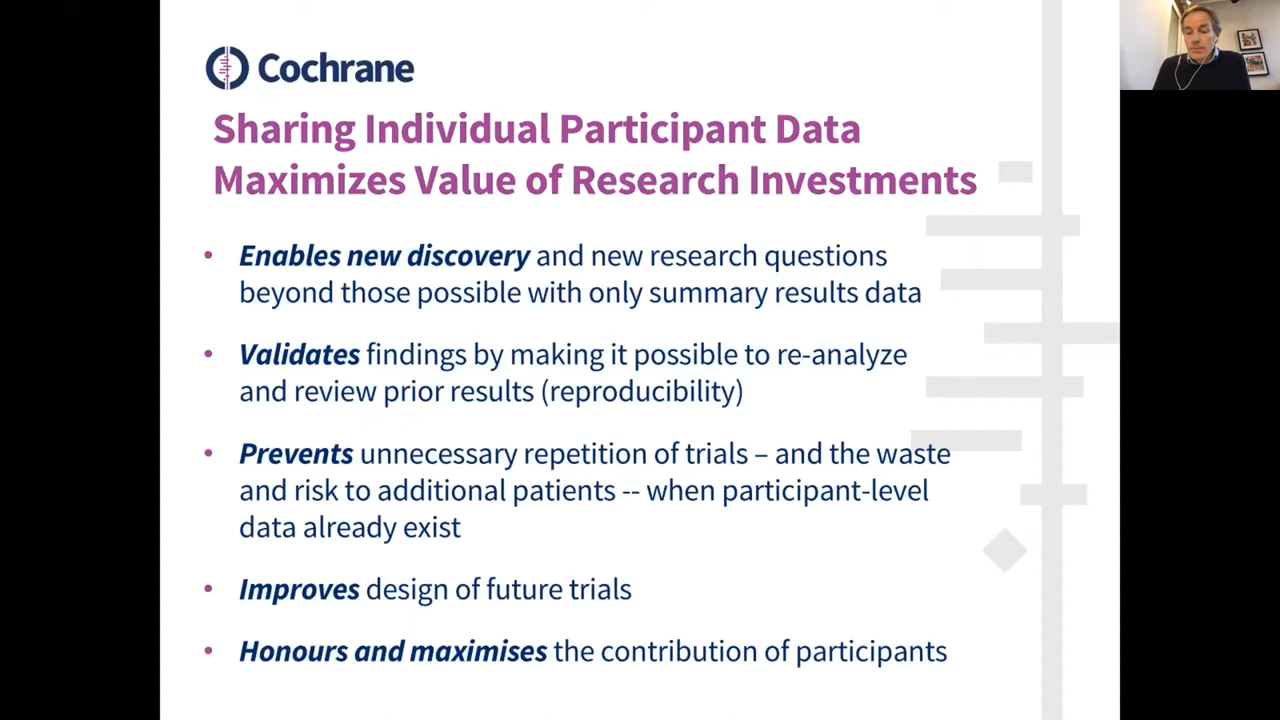 Cochrane
Sharing Individual Participant Data
Maximizes Value of Research Investments
• Enables new discovery and new research questions
beyond those possible with only summary results data
• Validates findings by making it possible to re-analyze
and review prior results (reproducibility)
• Prevents unnecessary repetition of trials – and the waste
and risk to additional patients -- when participant-level
data already exist
• Improves design of future trials
• Honours and maximises the contribution of participants